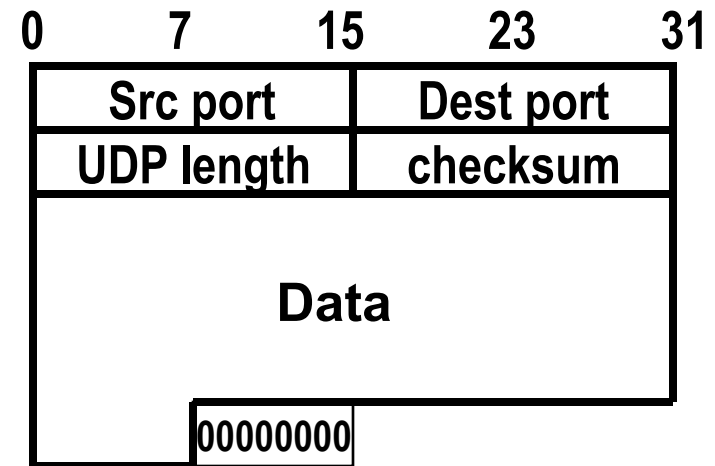 0 7 15 23 31
Src port Dest port
UDP length checksum
Data
00000000